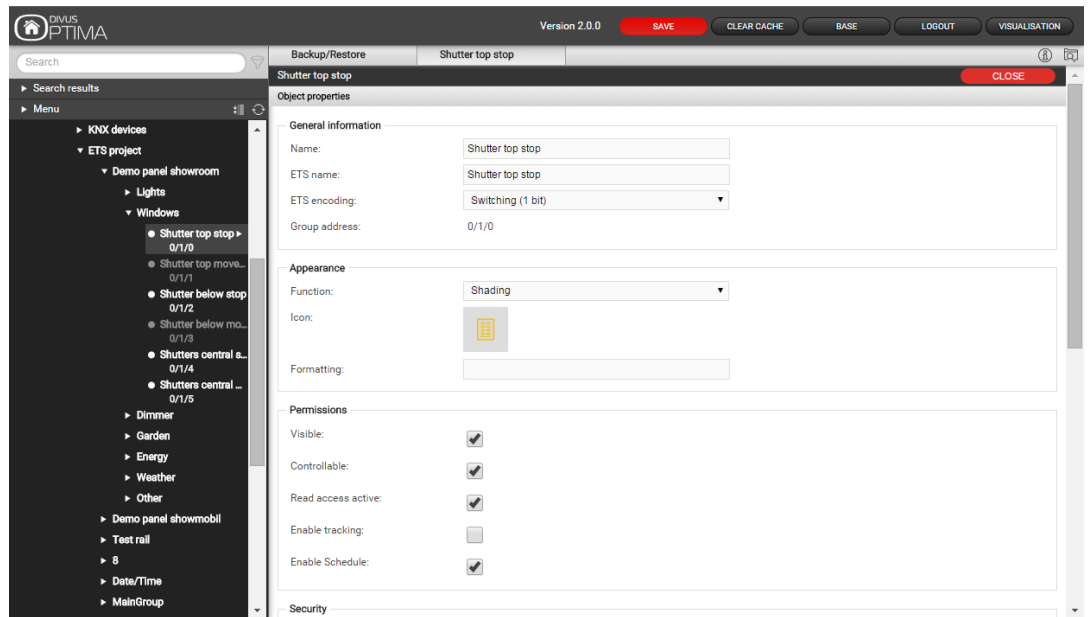 DIVUS
OPTIMA
Version 2.0.0
SAVE
CLEAR CACHE
BASE
LOGOUT
VISUALISATION
Search
Search results
Menu
KNX devices
ETS project
Demo panel showroom
Lights
Windows
Shutter top stop
0/1/0
Shutter top move...
0/1/1
Shutter below stop
0/1/2
Shutter below mo...
0/1/3
Shutters central s...
0/1/4
Shutters central ...
0/1/5
Dimmer
Garden
Energy
Weather
Other
Demo panel showmobil
Test rail
8
Date/Time
MainGroup
Backup/Restore
Shutter top stop
Shutter top stop
CLOSE
Object properties
General information
Name: Shutter top stop
ETS name: Shutter top stop
ETS encoding: Switching (1 bit)
Group address: 0/1/0
Appearance
Function: Shading
Icon:
Formatting:
Permissions
Visible:
Controllable:
Read access active:
Enable tracking:
Enable Schedule:
Security